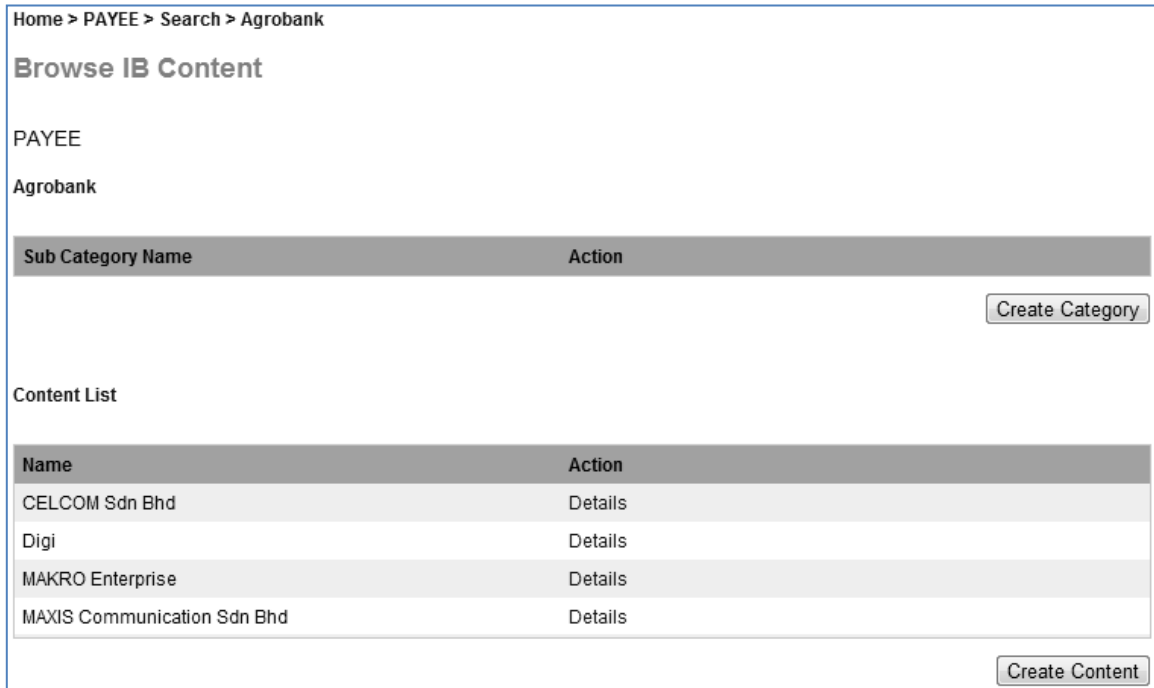 Home > PAYEE > Search > Agrobank
Browse IB Content
PAYEE
Agrobank
Sub Category Name Action
Create Category
Content List
Name Action
CELCOM Sdn Bhd Details
Digi Details
MAKRO Enterprise Details
MAXIS Communication Sdn Bhd Details
Create Content